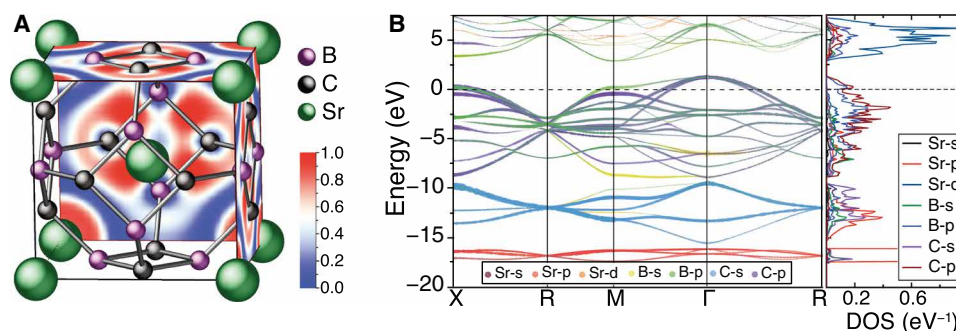 A
B
C
Sr
1.0
0.8
0.6
0.4
0.2
0.0
B
Energy (eV)
5
0
−5
−10
−15
−20
Sr-s
Sr-p
Sr-d
B-s
B-p
C-s
C-p
X
R
M
Γ
R
Sr-s
Sr-p
Sr-d
B-s
B-p
C-s
C-p
0.2
0.6
DOS (eV⁻¹)